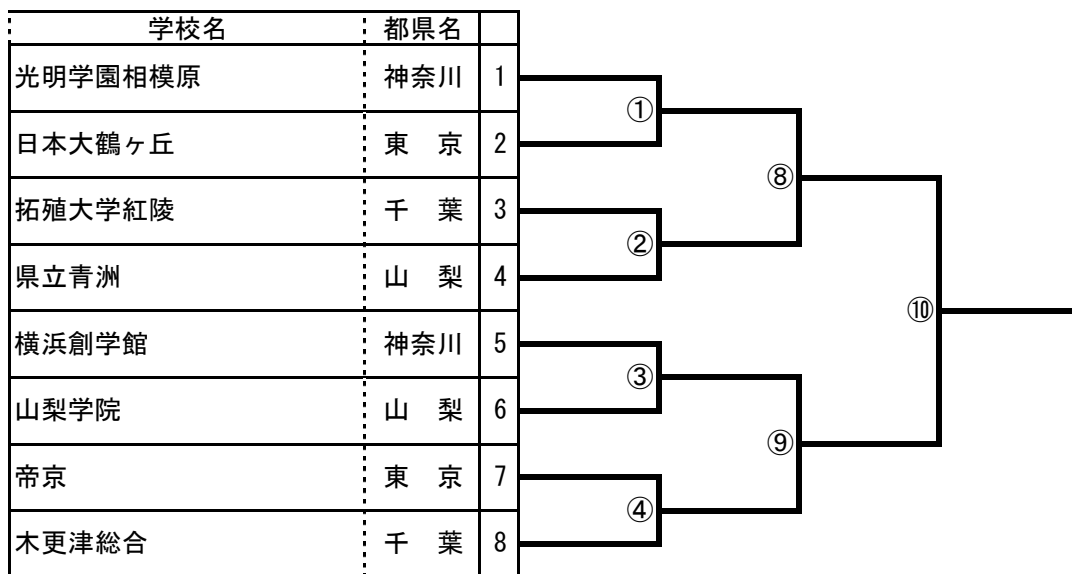 学校名 都県名
光明学園相模原 神奈川 1
日本大鶴ヶ丘 東 京 2
拓殖大学紅陵 千 葉 3
県立青洲 山 梨 4
横浜創学館 神奈川 5
山梨学院 山 梨 6
帝京 東 京 7
木更津総合 千 葉 8
①
②
③
④
⑧
⑨
⑩